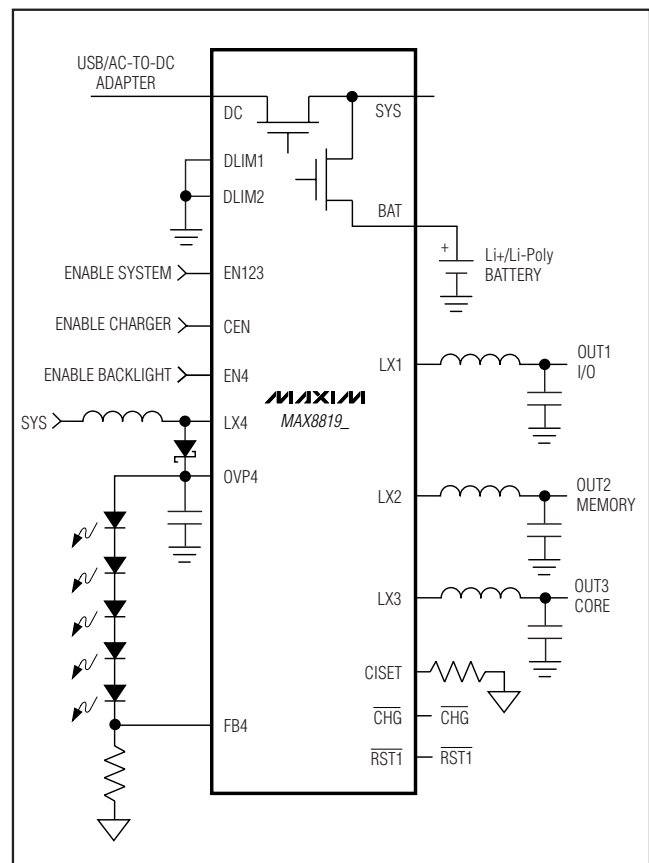 USB/AC-TO-DC
ADAPTER
DC
SYS
DLIM1
DLIM2
BAT
+
Li+/Li-Poly
BATTERY
ENABLE SYSTEM
EN123
ENABLE CHARGER
CEN
ENABLE BACKLIGHT
EN4
LX1
OUT1
I/O
MAXIM
MAX8819_
SYS
LX4
OVP4
LX2
OUT2
MEMORY
LX3
OUT3
CORE
CISET
CHG
CHG
FB4
RST1
RST1